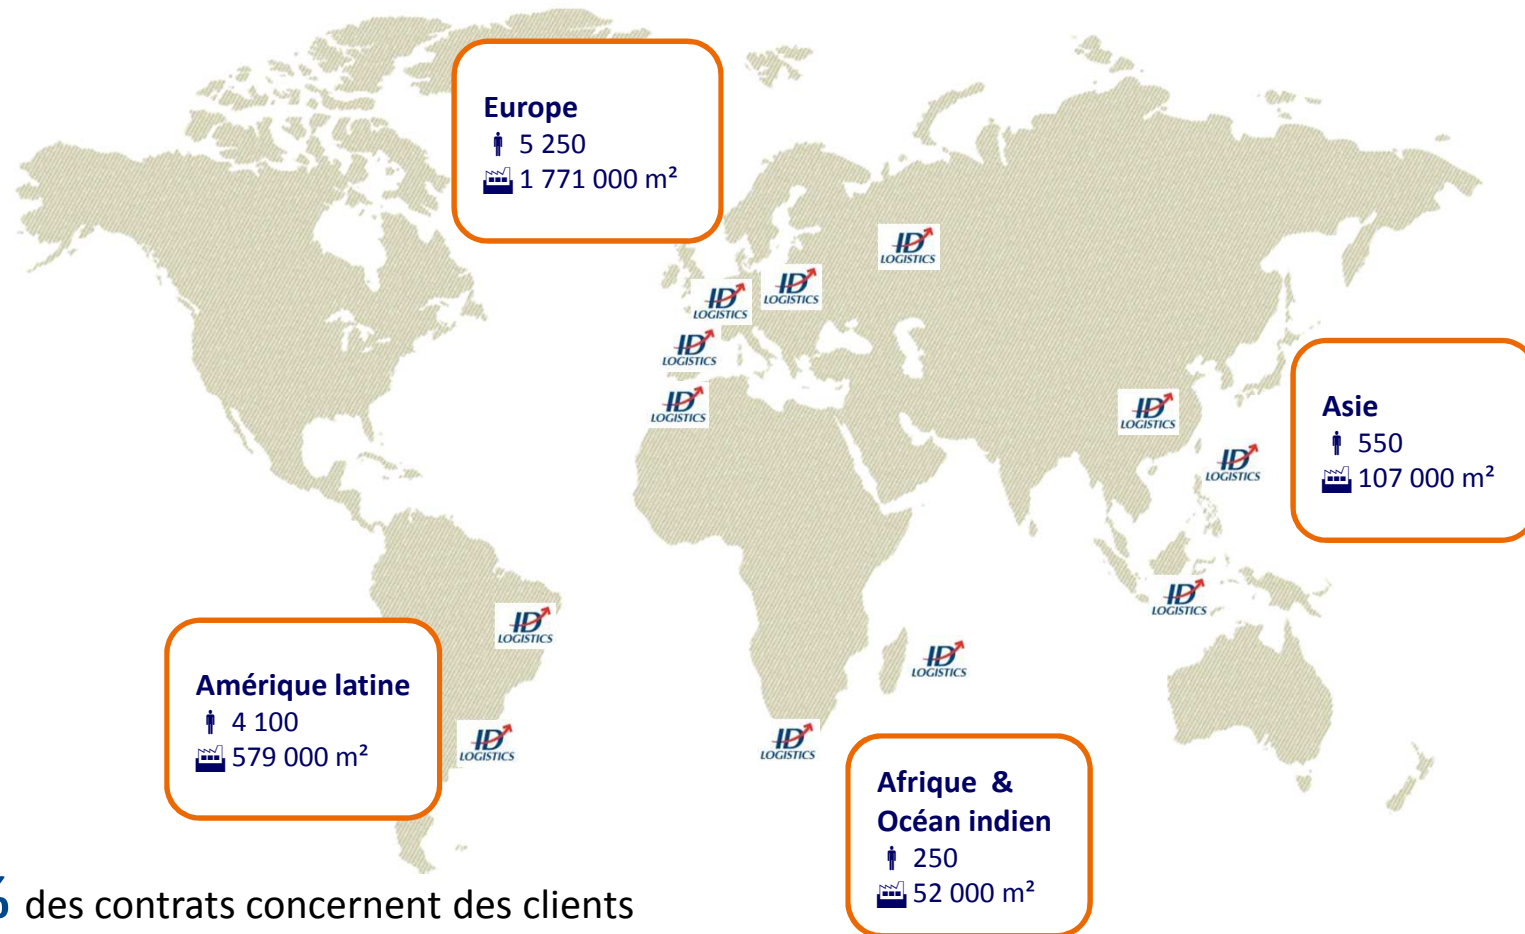 Europe
5 250
1 771 000 m²
ID
LOGISTICS
ID
LOGISTICS
ID
LOGISTICS
ID
LOGISTICS
ID
LOGISTICS
ID
LOGISTICS
ID
LOGISTICS
Asie
550
107 000 m²
ID
LOGISTICS
ID
LOGISTICS
ID
LOGISTICS
Amérique latine
4 100
579 000 m²
ID
LOGISTICS
ID
LOGISTICS
Afrique &
Océan indien
250
52 000 m²
% des contrats concernent des clients